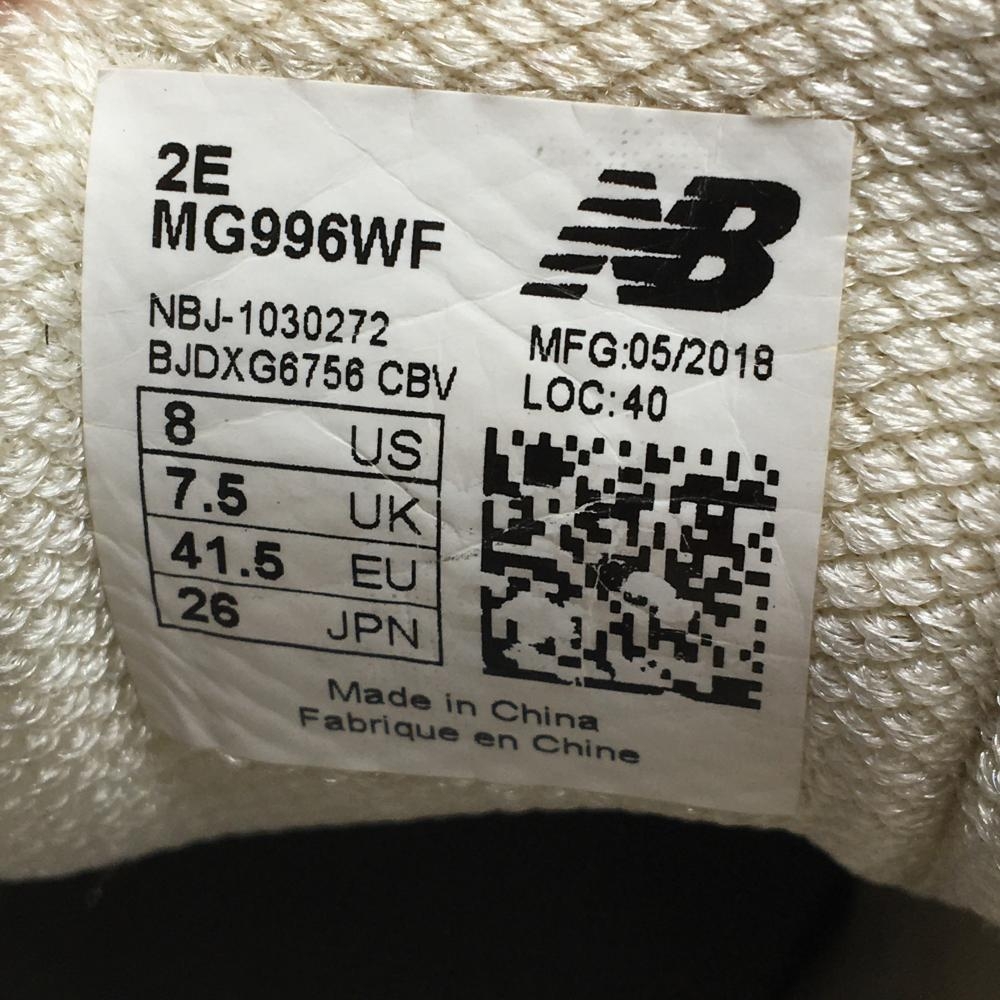 2E
MG996WF
NBJ-1030272
BJDXG6756 CBV
8 US
7.5 UK
41.5 EU
26 JPN
NB
MFG:05/2018
LOC:40
Made in China
Fabrique en Chine